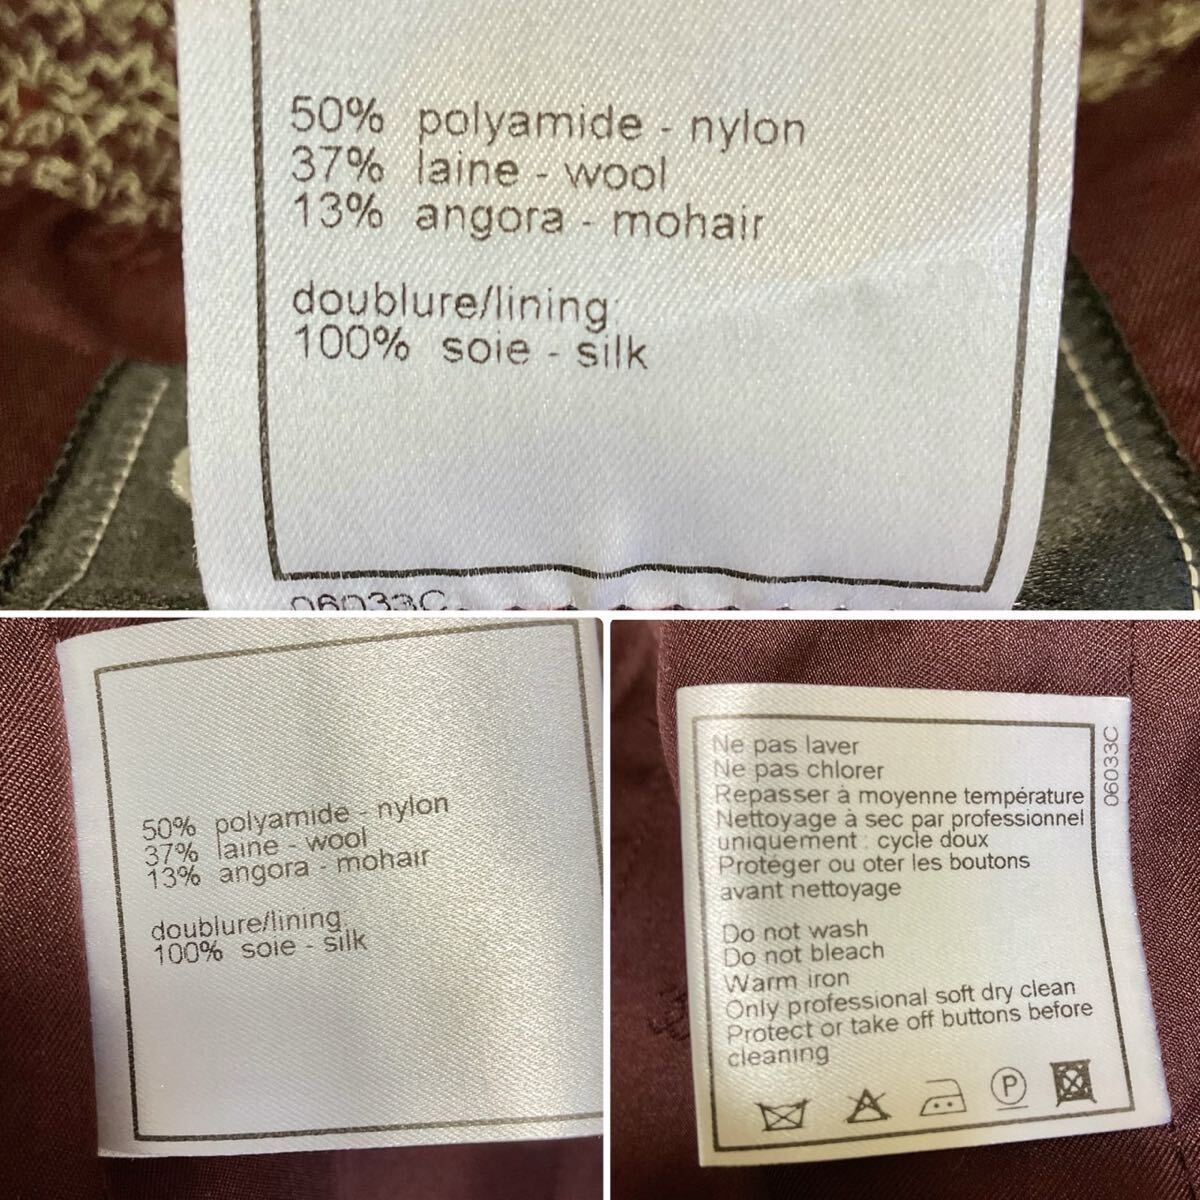 50% polyamide - nylon
37% laine - wool
13% angora - mohair
doublure/lining
100% soie - silk
06033C
50% polyamide - nylon
37% laine - wool
13% angora - mohair
doublure/lining
100% soie - silk
Ne pas laver
Ne pas chlorer
Repasser à moyenne température
Nettoyage à sec par professionnel
uniquement : cycle doux
Protéger ou oter les boutons
avant nettoyage
Do not wash
Do not bleach
Warm iron
Only professional soft dry clean
Protect or take off buttons before
cleaning
P
06033C